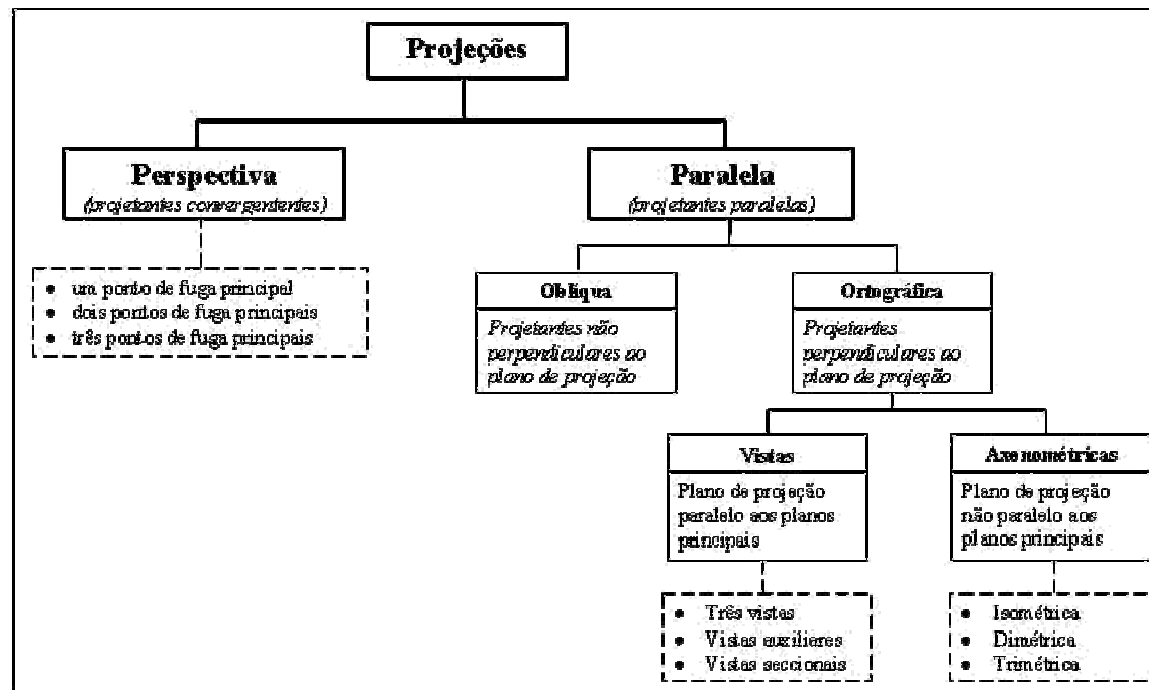 Projeções
Perspectiva
(projetantes convergententes)
• um ponto de fuga principal
• dois pontos de fuga principais
• três pontos de fuga principais
Paralela
(projetantes paralelas)
Oblíqua
Projetantes não
perpendiculares ao
plano de projeção
Ortográfica
Projetantes
perpendiculares ao
plano de projeção
Vistas
Plano de projeção
paralelo aos planos
principais
• Três vistas
• Vistas auxiliares
• Vistas seccionais
Axonométricas
Plano de projeção
não paralelo aos
planos principais
• Isométrica
• Dimétrica
• Trimétrica